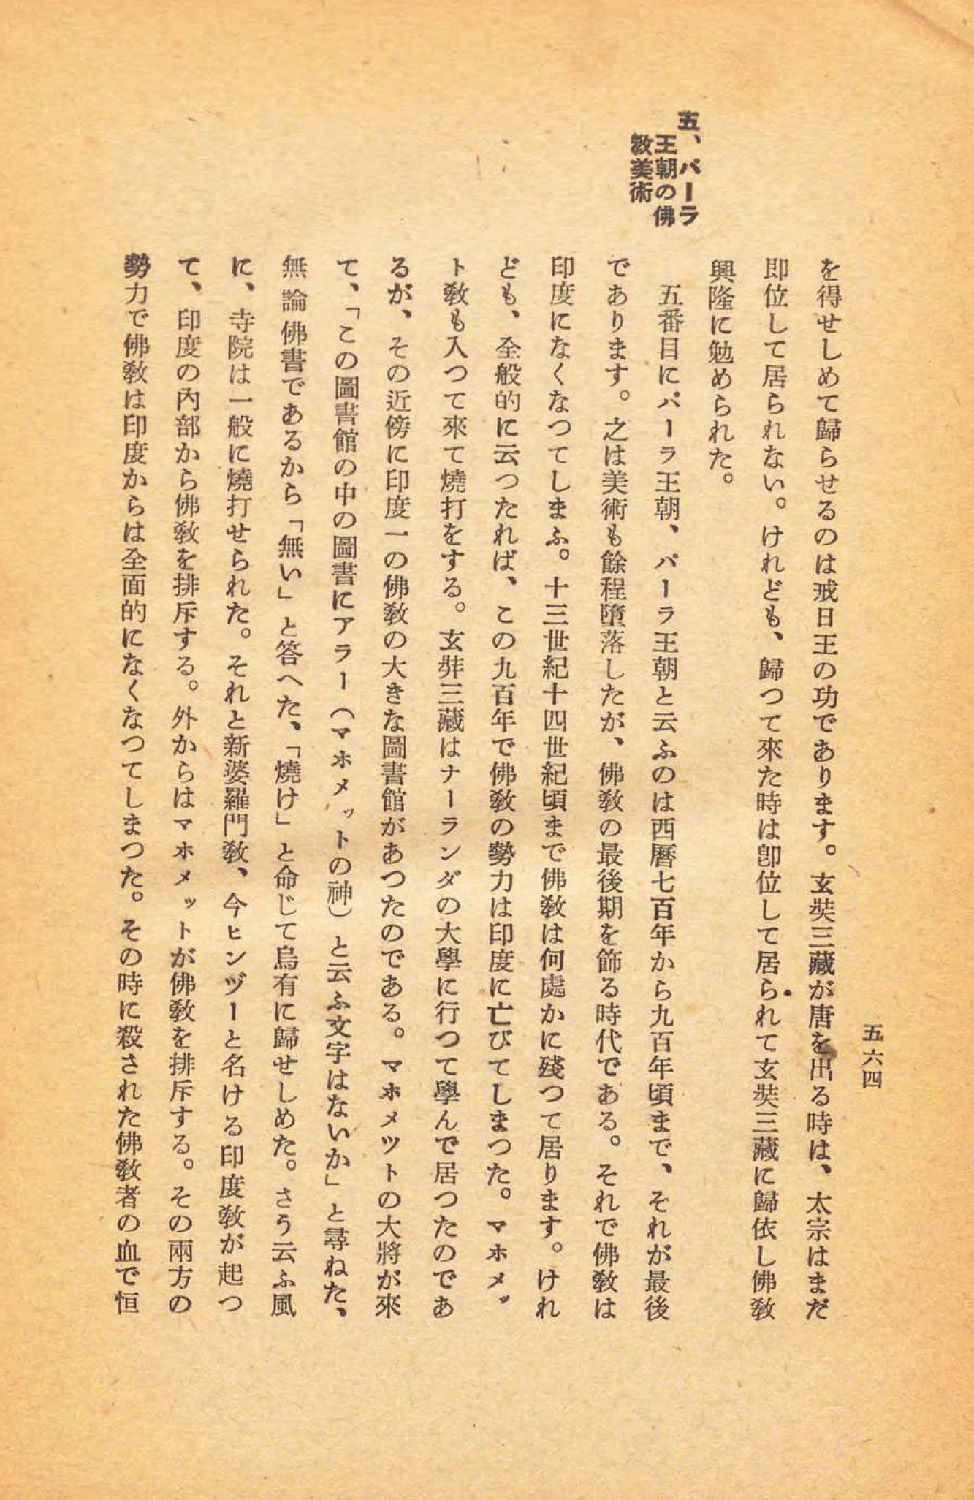 五六四
を得せしめて歸らせるのは戒日王の功であります。玄奘三藏が唐を出る時は、太宗はまだ
即位して居られない。けれども、歸つて來た時は卽位して居られて玄奘三藏に歸依し佛敎
興隆に勉められた。
五、パーラ
王朝の佛
敎美術
五番目にパーラ王朝、パーラ王朝と云ふのは西曆七百年から九百年頃まで、それが最後
であります。之は美術も餘程墮落したが、佛敎の最後期を飾る時代である。それで佛敎は
印度になくなつてしまふ。十三世紀十四世紀頃まで佛敎は何處かに殘つて居ります。けれ
ども、全般的に云つたれば、この九百年で佛敎の勢力は印度に亡びてしまつた。マホメッ
ト敎も入つて來て燒打をする。玄弉三藏はナーランダの大學に行つて學んで居つたのであ
るが、その近傍に印度一の佛敎の大きな圖書館があつたのである。マホメツトの大將が來
て、「この圖書館の中の圖書にアラー（マホメットの神）と云ふ文字はないか」と尋ねた、
無論佛書であるから「無い」と答へた、「燒け」と命じて烏有に歸せしめた。さう云ふ風
に、寺院は一般に燒打せられた。それと新婆羅門敎、今ヒンヅーと名ける印度敎が起つ
て、印度の內部から佛敎を排斥する。外からはマホメットが佛敎を排斥する。その兩方の
勢力で佛敎は印度からは全面的になくなつてしまつた。その時に殺された佛敎者の血で恒